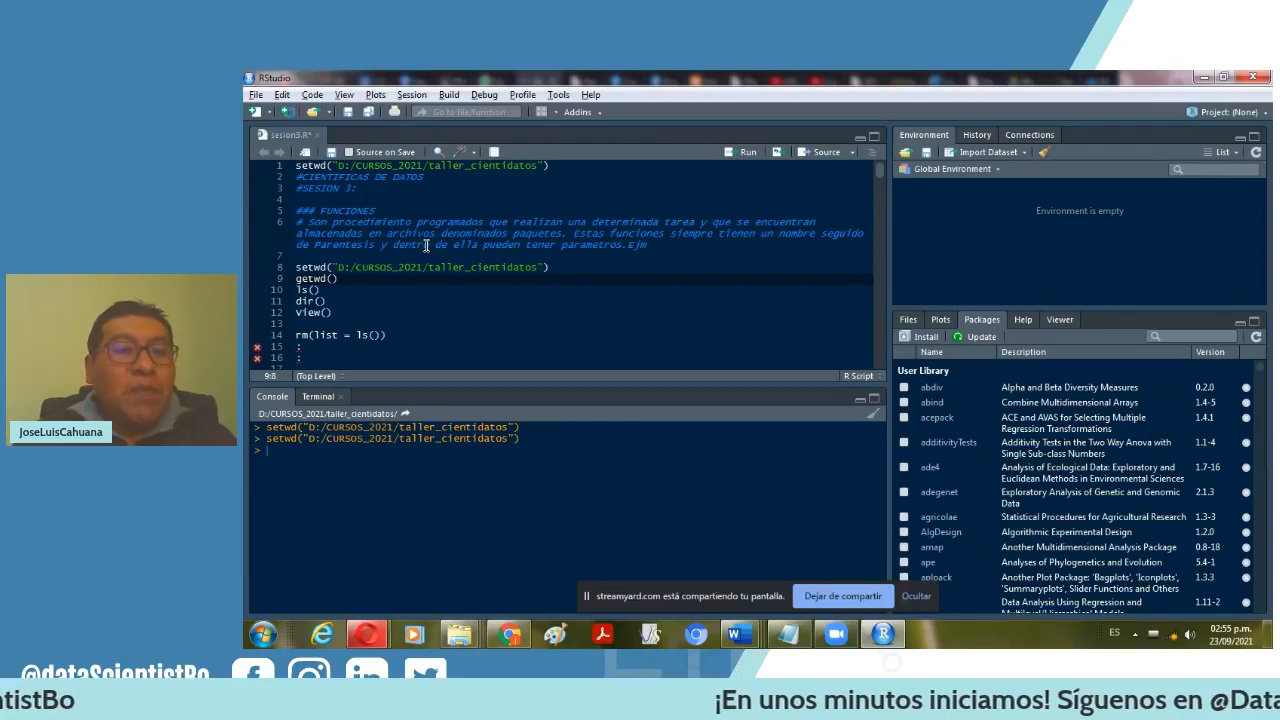 RStudio
File Edit Code View Plots Session Build Debug Profile Tools Help
Go to file/function Addins Project: (None)
sesion3.R*
Source on Save Run Source
1 setwd("D:/CURSOS_2021/taller_cientidatos")
2 #CIENTIFICAS DE DATOS
3 #SESION 3:
4
5 ### FUNCIONES
6 # Son procedimiento programados que realizan una determinada tarea y que se encuentran
almacenadas en archivos denominados paquetes. Estas funciones siempre tienen un nombre seguido
de Parentesis y dentro de ella pueden tener parametros.Ejm
7
8 setwd("D:/CURSOS_2021/taller_cientidatos")
9 getwd()
10 ls()
11 dir()
12 view()
13
14 rm(list = ls())
15 :
16 :
9:8 (Top Level) R Script
Console Terminal
D:/CURSOS_2021/taller_cientidatos/
> setwd("D:/CURSOS_2021/taller_cientidatos")
> setwd("D:/CURSOS_2021/taller_cientidatos")
>
Environment History Connections
Import Dataset List
Global Environment
Environment is empty
Files Plots Packages Help Viewer
Install Update
Name Description Version
User Library
abdiv Alpha and Beta Diversity Measures 0.2.0
abind Combine Multidimensional Arrays 1.4-5
acepack ACE and AVAS for Selecting Multiple 1.4.1
Regression Transformations
additivityTests Additivity Tests in the Two Way Anova with 1.1-4
Single Sub-class Numbers
ade4 Analysis of Ecological Data: Exploratory and 1.7-16
Euclidean Methods in Environmental Sciences
adegenet Exploratory Analysis of Genetic and Genomic 2.1.3
Data
agricolae Statistical Procedures for Agricultural Research 1.3-3
AlgDesign Algorithmic Experimental Design 1.2.0
amap Another Multidimensional Analysis Package 0.8-18
ape Analyses of Phylogenetics and Evolution 5.4-1
aplpack Another Plot Package: 'Bagplots', 'Iconplots', 1.3.3
'Summaryplots', Slider Functions and Others
Data Analysis Using Regression and 1.11-2
JoseLuisCahuana
streamyard.com está compartiendo tu pantalla. Dejar de compartir Ocultar
ES 02:55 p.m.
23/09/2021
@dataScientistBo
entistBo ¡En unos minutos iniciamos! Síguenos en @Data